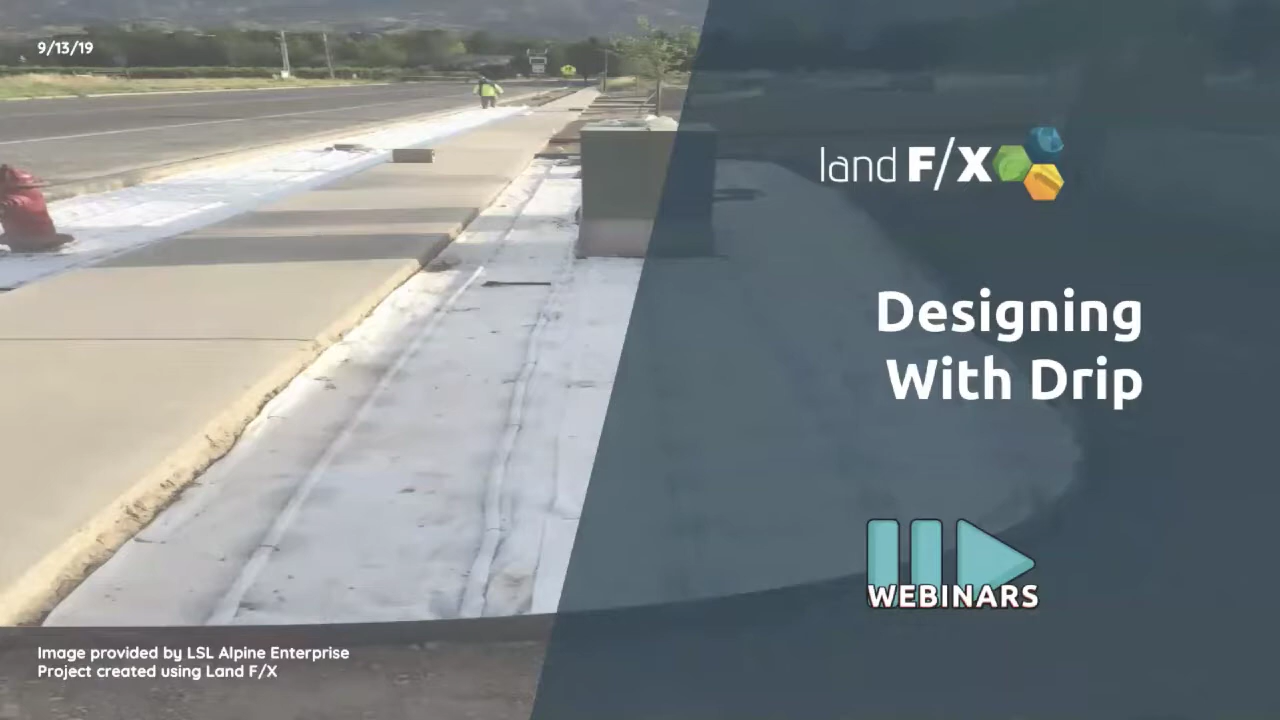 9/13/19
land F/X
Designing
With Drip
WEBINARS
Image provided by LSL Alpine Enterprise
Project created using Land F/X